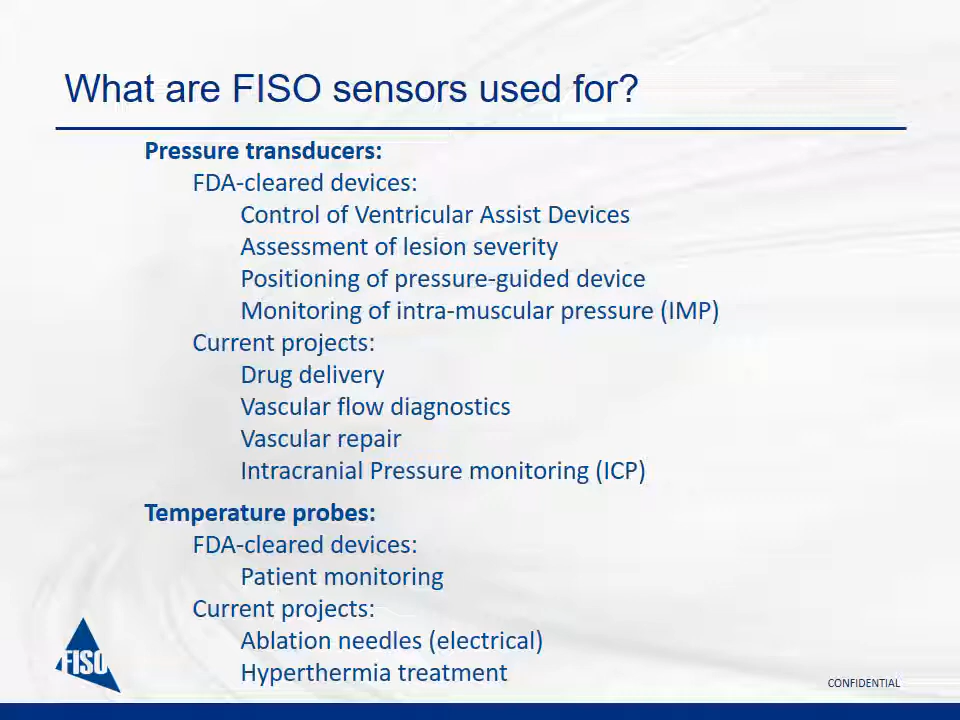 What are FISO sensors used for?
Pressure transducers:
FDA-cleared devices:
Control of Ventricular Assist Devices
Assessment of lesion severity
Positioning of pressure-guided device
Monitoring of intra-muscular pressure (IMP)
Current projects:
Drug delivery
Vascular flow diagnostics
Vascular repair
Intracranial Pressure monitoring (ICP)
Temperature probes:
FDA-cleared devices:
Patient monitoring
Current projects:
Ablation needles (electrical)
Hyperthermia treatment
FISO
CONFIDENTIAL